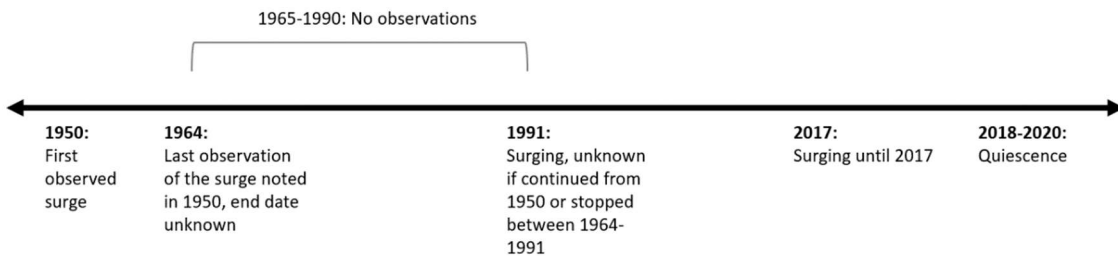 1965-1990: No observations
1950:
First
observed
surge
1964:
Last observation
of the surge noted
in 1950, end date
unknown
1991:
Surging, unknown
if continued from
1950 or stopped
between 1964-
1991
2017:
Surging until 2017
2018-2020:
Quiescence